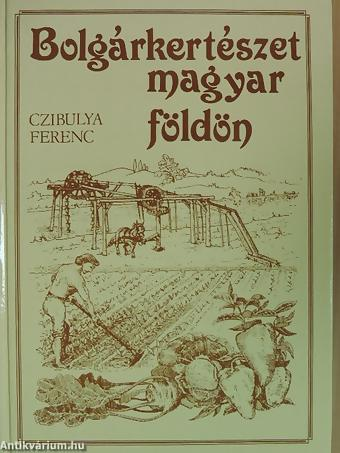 Bolgárkertészet
magyar
földön
CZIBULYA
FERENC
Antikvárium.hu